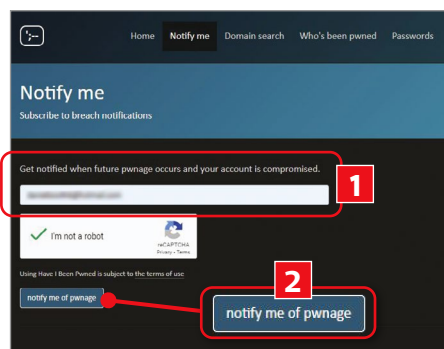 Home Notify me Domain search Who's been pwned Passwords
Notify me
Subscribe to breach notifications
Get notified when future pwnage occurs and your account is compromised.
1
I'm not a robot
reCAPTCHA
Privacy - Terms
Using Have I Been Pwned is subject to the terms of use
2
notify me of pwnage
notify me of pwnage